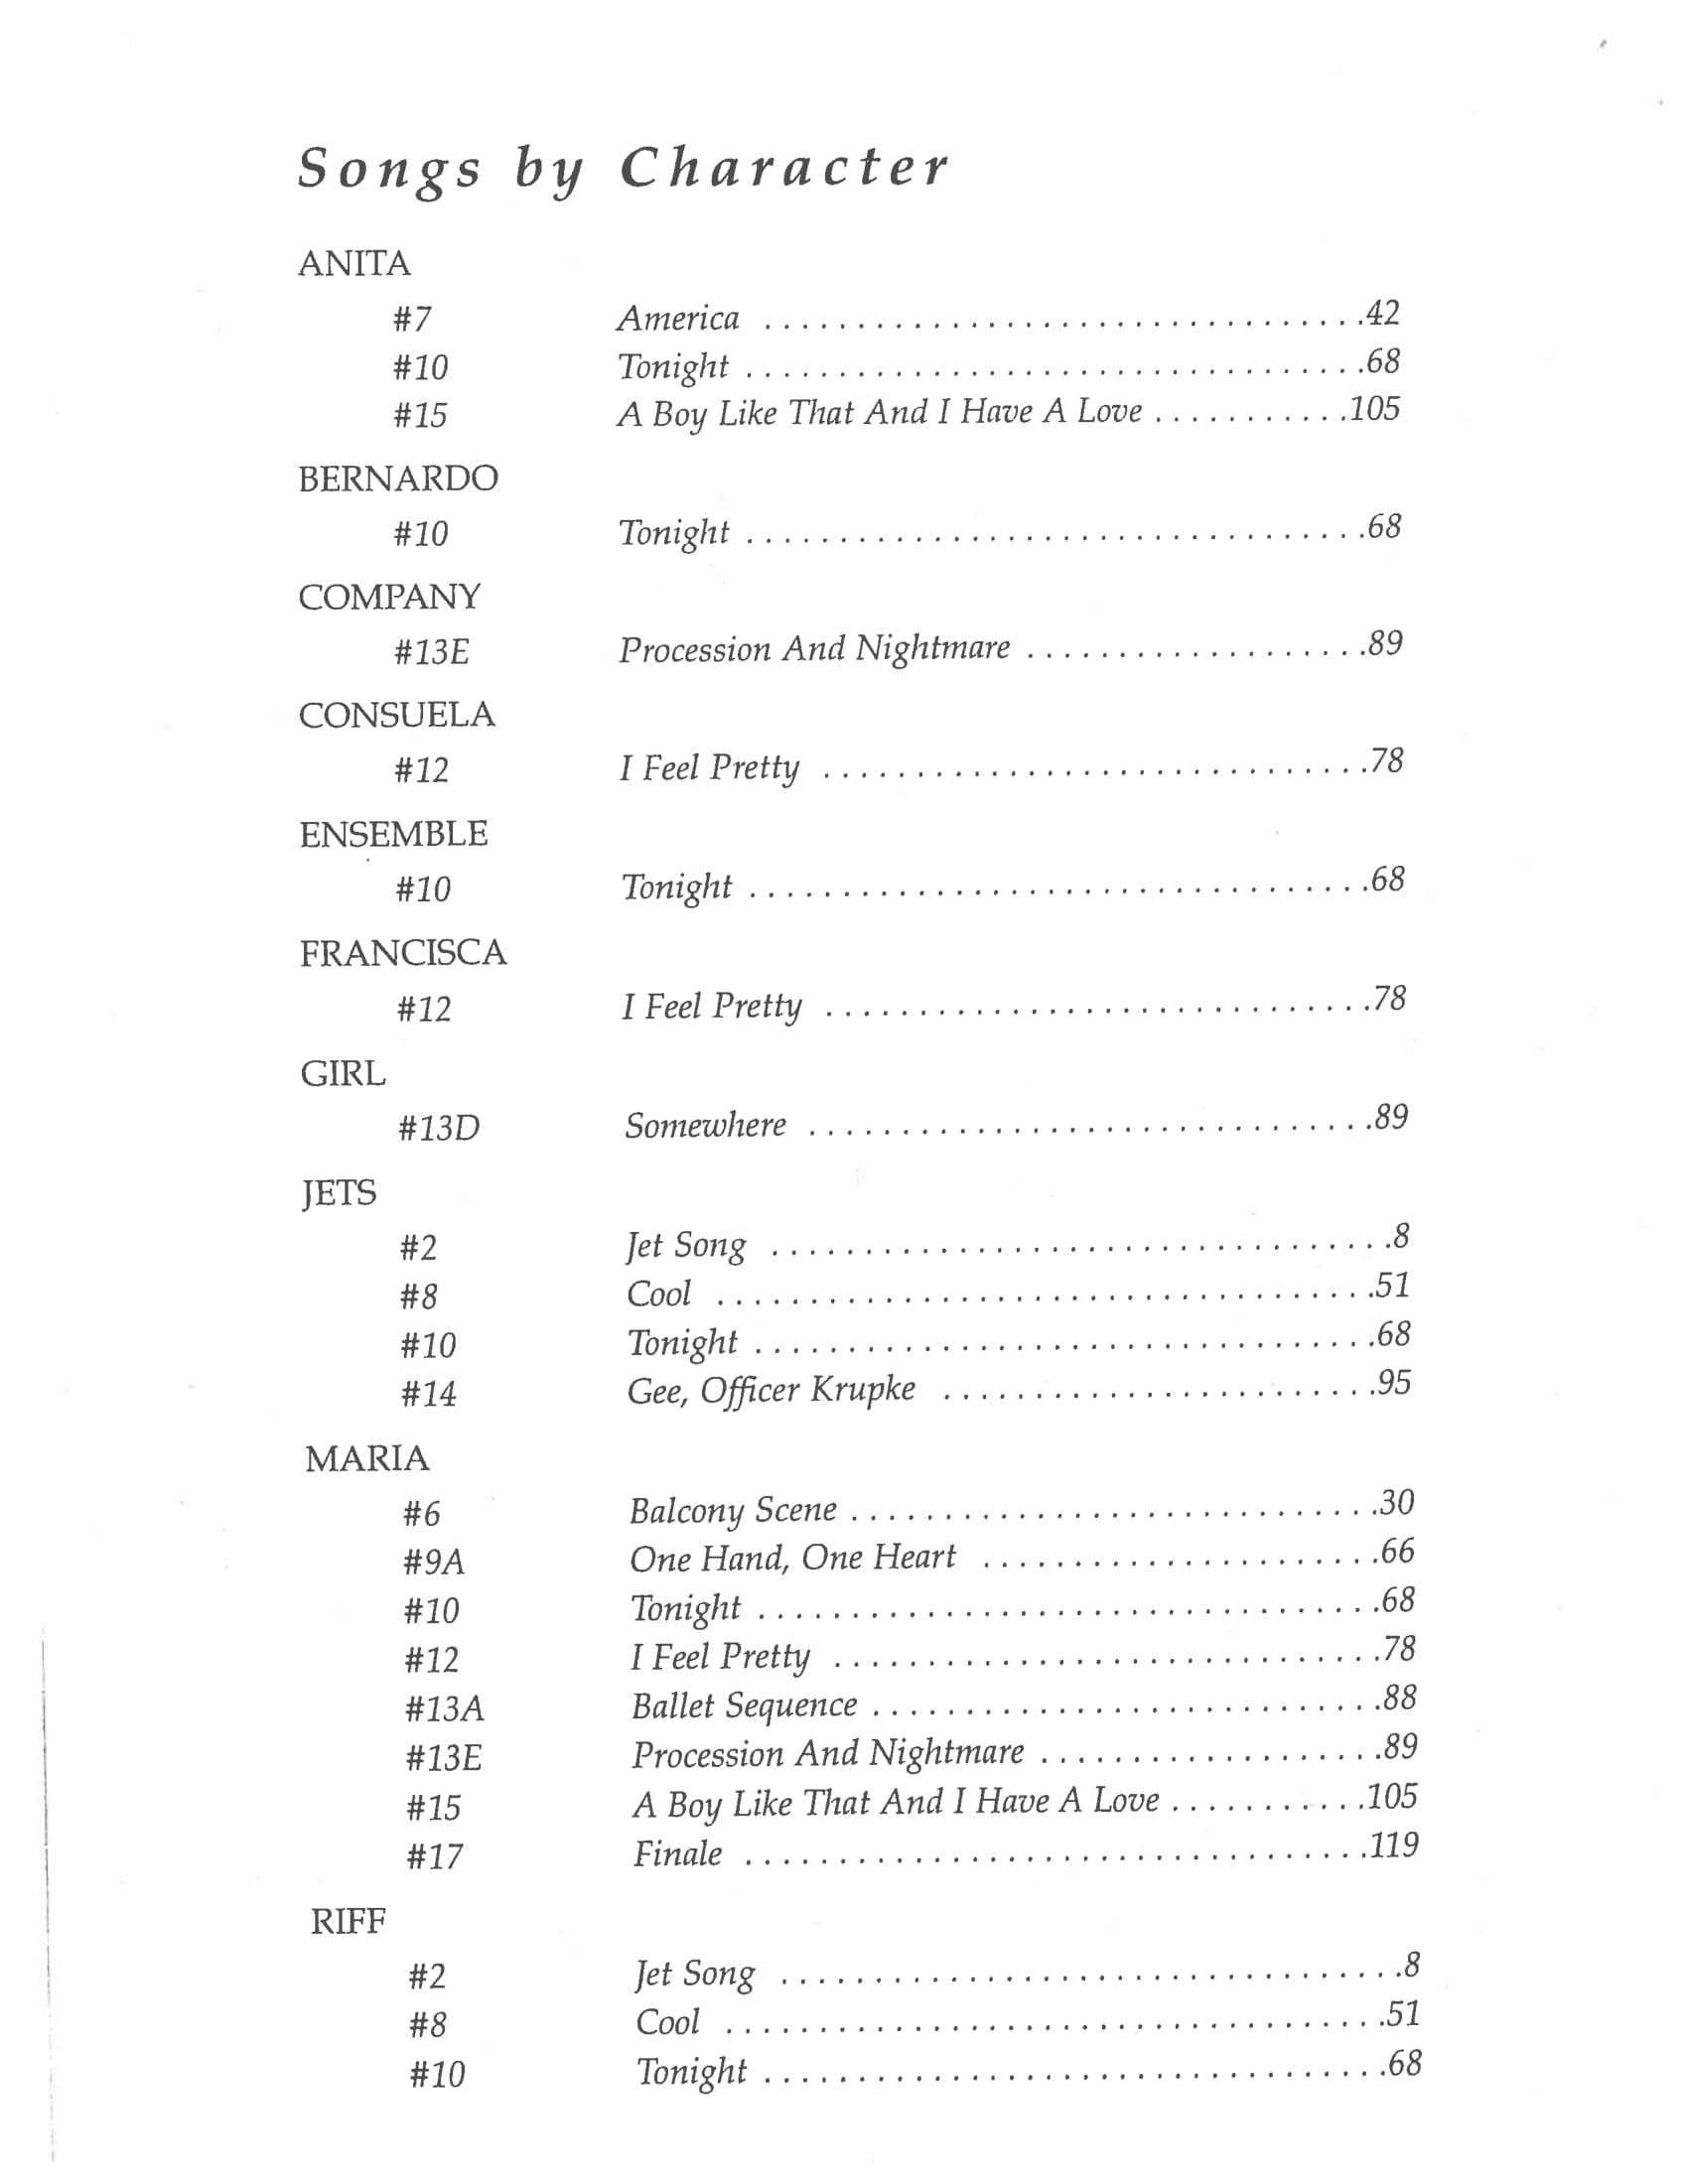 Songs by Character
ANITA
#7 America . . . . . . . . . . . . . . . . . . . . . . . . . . . . . . . . .42
#10 Tonight . . . . . . . . . . . . . . . . . . . . . . . . . . . . . . . . . .68
#15 A Boy Like That And I Have A Love . . . . . . . . . . .105
BERNARDO
#10 Tonight . . . . . . . . . . . . . . . . . . . . . . . . . . . . . . . . . .68
COMPANY
#13E Procession And Nightmare . . . . . . . . . . . . . . . . . . .89
CONSUELA
#12 I Feel Pretty . . . . . . . . . . . . . . . . . . . . . . . . . . . . . .78
ENSEMBLE
#10 Tonight . . . . . . . . . . . . . . . . . . . . . . . . . . . . . . . . . .68
FRANCISCA
#12 I Feel Pretty . . . . . . . . . . . . . . . . . . . . . . . . . . . . . .78
GIRL
#13D Somewhere . . . . . . . . . . . . . . . . . . . . . . . . . . . . . . .89
JETS
#2 Jet Song . . . . . . . . . . . . . . . . . . . . . . . . . . . . . . . . . .8
#8 Cool . . . . . . . . . . . . . . . . . . . . . . . . . . . . . . . . . . . .51
#10 Tonight . . . . . . . . . . . . . . . . . . . . . . . . . . . . . . . . . .68
#14 Gee, Officer Krupke . . . . . . . . . . . . . . . . . . . . . . . .95
MARIA
#6 Balcony Scene . . . . . . . . . . . . . . . . . . . . . . . . . . . . .30
#9A One Hand, One Heart . . . . . . . . . . . . . . . . . . . . . .66
#10 Tonight . . . . . . . . . . . . . . . . . . . . . . . . . . . . . . . . . .68
#12 I Feel Pretty . . . . . . . . . . . . . . . . . . . . . . . . . . . . . .78
#13A Ballet Sequence . . . . . . . . . . . . . . . . . . . . . . . . . . . .88
#13E Procession And Nightmare . . . . . . . . . . . . . . . . . . .89
#15 A Boy Like That And I Have A Love . . . . . . . . . . .105
#17 Finale . . . . . . . . . . . . . . . . . . . . . . . . . . . . . . . . . .119
RIFF
#2 Jet Song . . . . . . . . . . . . . . . . . . . . . . . . . . . . . . . . . .8
#8 Cool . . . . . . . . . . . . . . . . . . . . . . . . . . . . . . . . . . . .51
#10 Tonight . . . . . . . . . . . . . . . . . . . . . . . . . . . . . . . . . .68